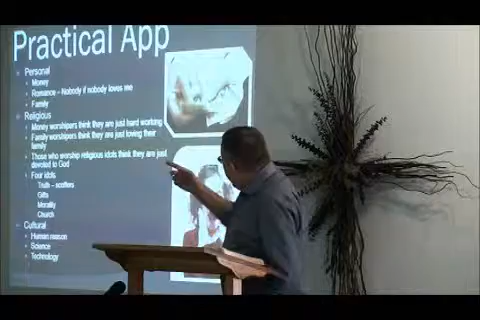 Practical App
Personal
Money
Romance – Nobody if nobody loves me
Family
Religious
Money worshipers think they are just hard working
Family worshipers think they are just loving their
family
Those who worship religious idols think they are just
devoted to God
Four idols
Truth – scoffers
Gifts
Morality
Church
Cultural
Human reason
Science
Technology